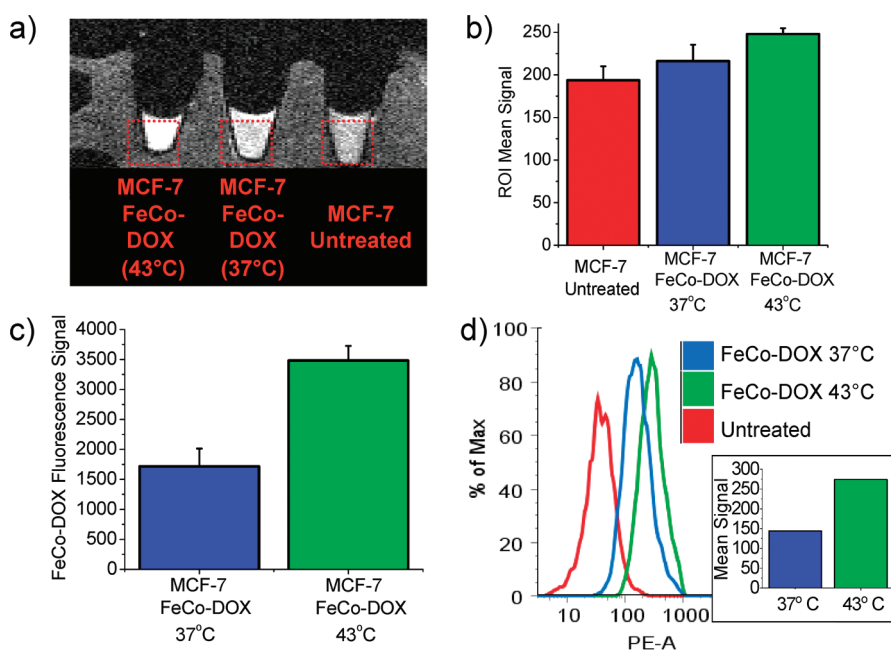 a)
MCF-7
FeCo-
DOX
(43°C)
MCF-7
FeCo-
DOX
(37°C)
MCF-7
Untreated
b)
ROI Mean Signal
250
200
150
100
50
0
MCF-7
Untreated
MCF-7
FeCo-DOX
37°C
MCF-7
FeCo-DOX
43°C
c)
FeCo-DOX Fluorescence Signal
4000
3500
3000
2500
2000
1500
1000
500
0
MCF-7
FeCo-DOX
37°C
MCF-7
FeCo-DOX
43°C
d)
% of Max
100
80
60
40
20
0
10
100
1000
PE-A
FeCo-DOX 37°C
FeCo-DOX 43°C
Untreated
Mean Signal
300
250
200
150
100
50
0
37° C
43° C